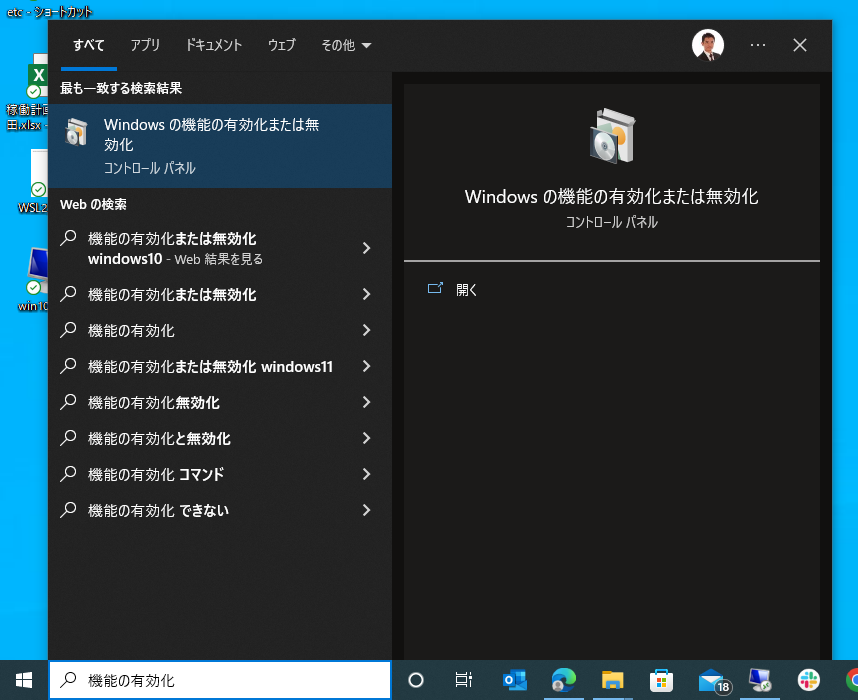 etc - ショートカット
すべて
アプリ
ドキュメント
ウェブ
その他
最も一致する検索結果
Windows の機能の有効化または無
効化
コントロール パネル
Web の検索
機能の有効化または無効化
windows10 - Web 結果を見る
機能の有効化または無効化
機能の有効化
機能の有効化または無効化 windows11
機能の有効化無効化
機能の有効化と無効化
機能の有効化 コマンド
機能の有効化 できない
Windows の機能の有効化または無効化
コントロール パネル
開く
X
稼働計画
田.xlsx -
WSL2
win10
機能の有効化
18